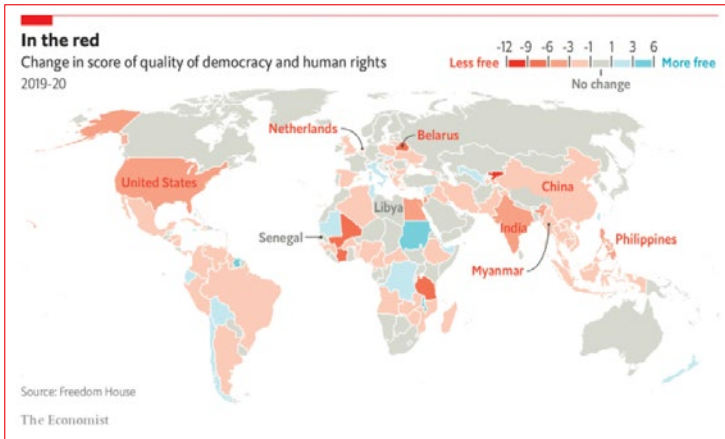 In the red
Change in score of quality of democracy and human rights
2019-20
-12 -9 -6 -3 -1 1 3 6
Less free More free
No change
Netherlands
Belarus
United States
China
Libya
India
Senegal
Philippines
Myanmar
Source: Freedom House
The Economist